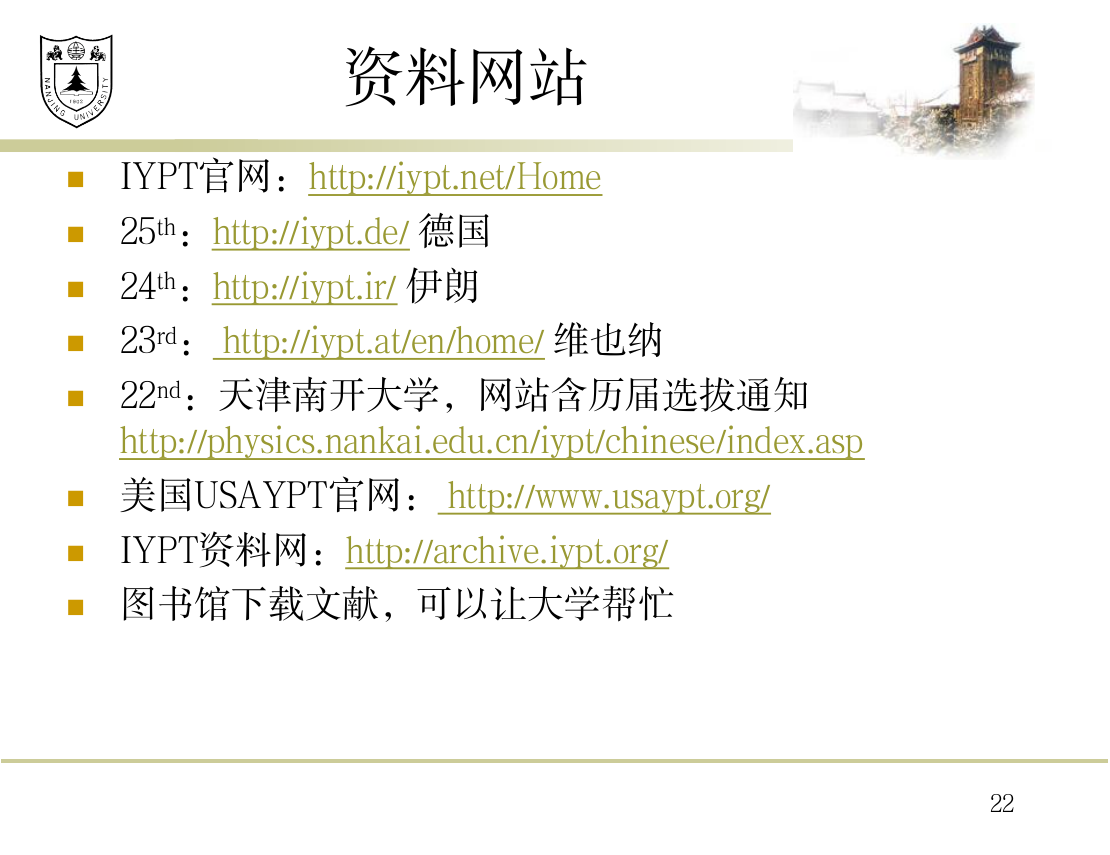 资料网站
NANJING UNIVERSITY
1902
IYPT官网：http://iypt.net/Home
25th：http://iypt.de/ 德国
24th：http://iypt.ir/ 伊朗
23rd： http://iypt.at/en/home/ 维也纳
22nd：天津南开大学，网站含历届选拔通知
http://physics.nankai.edu.cn/iypt/chinese/index.asp
美国USAYPT官网： http://www.usaypt.org/
IYPT资料网：http://archive.iypt.org/
图书馆下载文献，可以让大学帮忙
22